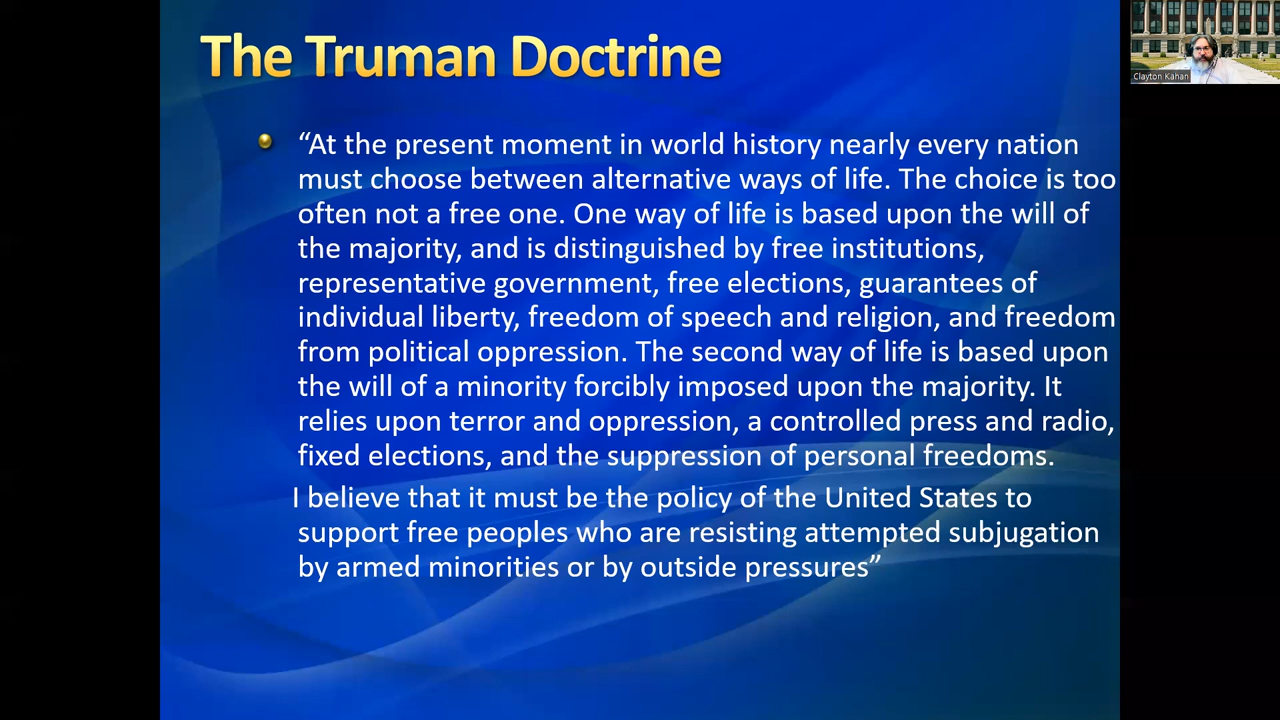 The Truman Doctrine
“At the present moment in world history nearly every nation
must choose between alternative ways of life. The choice is too
often not a free one. One way of life is based upon the will of
the majority, and is distinguished by free institutions,
representative government, free elections, guarantees of
individual liberty, freedom of speech and religion, and freedom
from political oppression. The second way of life is based upon
the will of a minority forcibly imposed upon the majority. It
relies upon terror and oppression, a controlled press and radio,
fixed elections, and the suppression of personal freedoms.
I believe that it must be the policy of the United States to
support free peoples who are resisting attempted subjugation
by armed minorities or by outside pressures”
Clayton Kahan